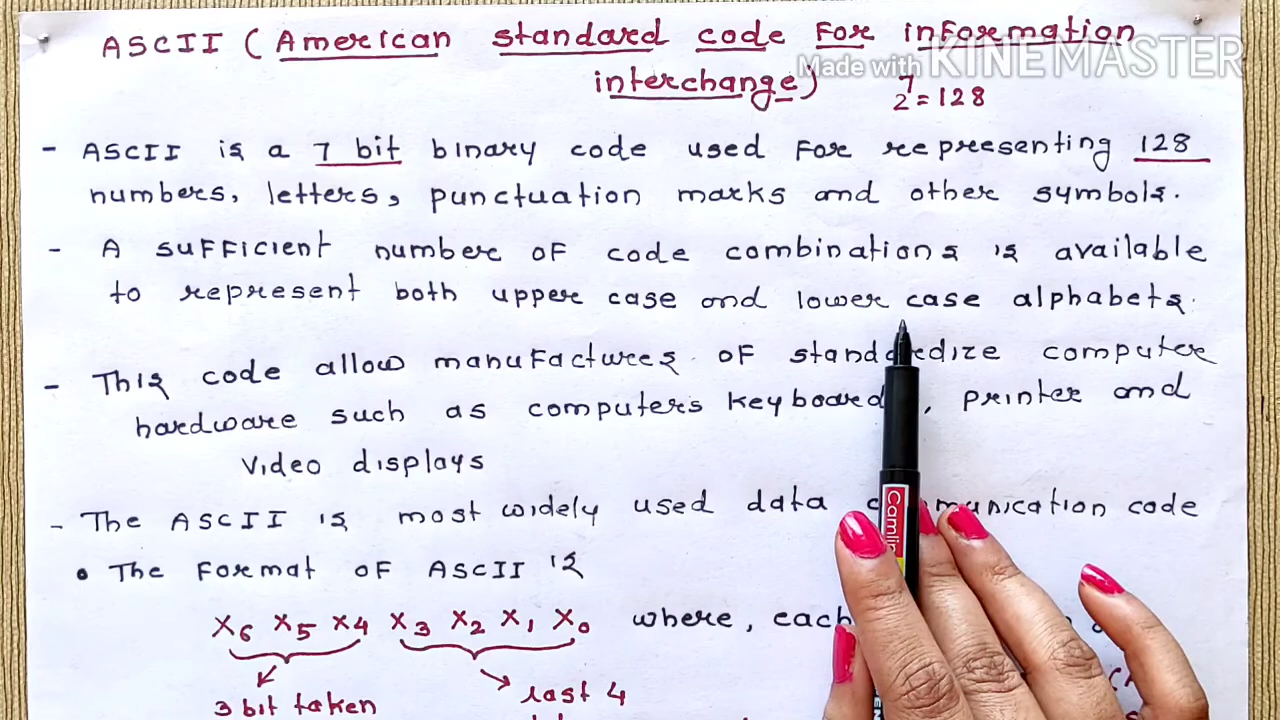 ASCII (American standard code for information
interchange)
Made with KINEMASTER
2^7 = 128
- ASCII is a 7 bit binary code used for representing 128
numbers, letters, punctuation marks and other symbols.
- A sufficient number of code combinations is available
to represent both upper case and lower case alphabets.
- This code allow manufactures of standardize computer
hardware such as computers keyboard, printer and
video displays
- The ASCII is most widely used data communication code
• The format of ASCII is
X6 X5 X4 X3 X2 X1 X0 where, each
3 bit taken
last 4
Camlin